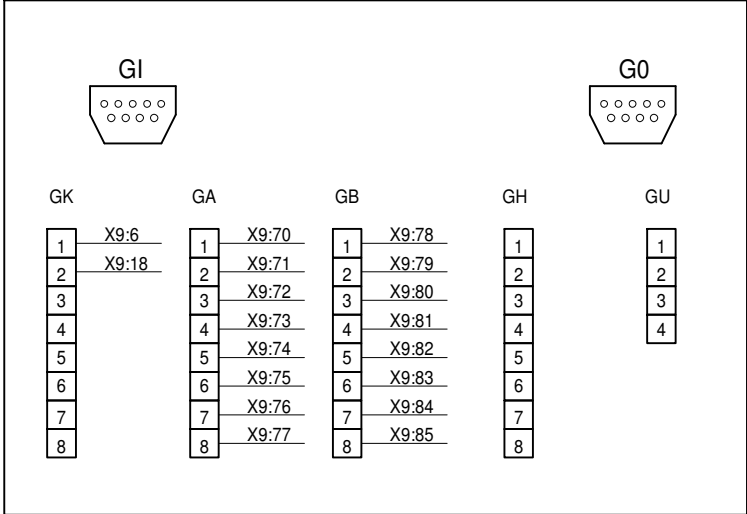 GI G0
GK GA GB GH GU
1 X9:6 1 X9:70 1 X9:78 1 1
2 X9:18 2 X9:71 2 X9:79 2 2
3 3 X9:72 3 X9:80 3 3
4 4 X9:73 4 X9:81 4 4
5 5 X9:74 5 X9:82 5
6 6 X9:75 6 X9:83 6
7 7 X9:76 7 X9:84 7
8 8 X9:77 8 X9:85 8